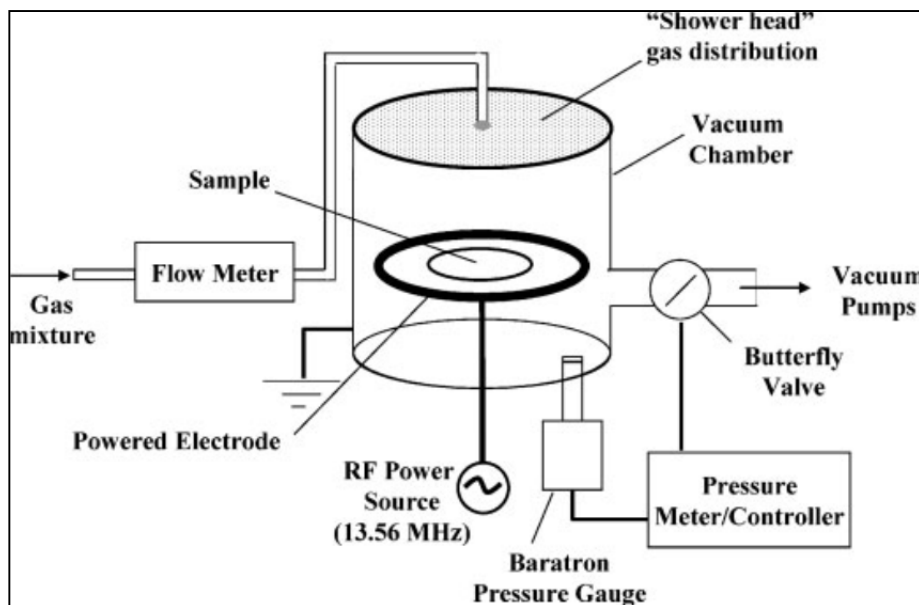 “Shower head”
gas distribution
Vacuum
Chamber
Sample
Flow Meter
Gas
mixture
Vacuum
Pumps
Butterfly
Valve
Powered Electrode
RF Power
Source
(13.56 MHz)
Pressure
Meter/Controller
Baratron
Pressure Gauge